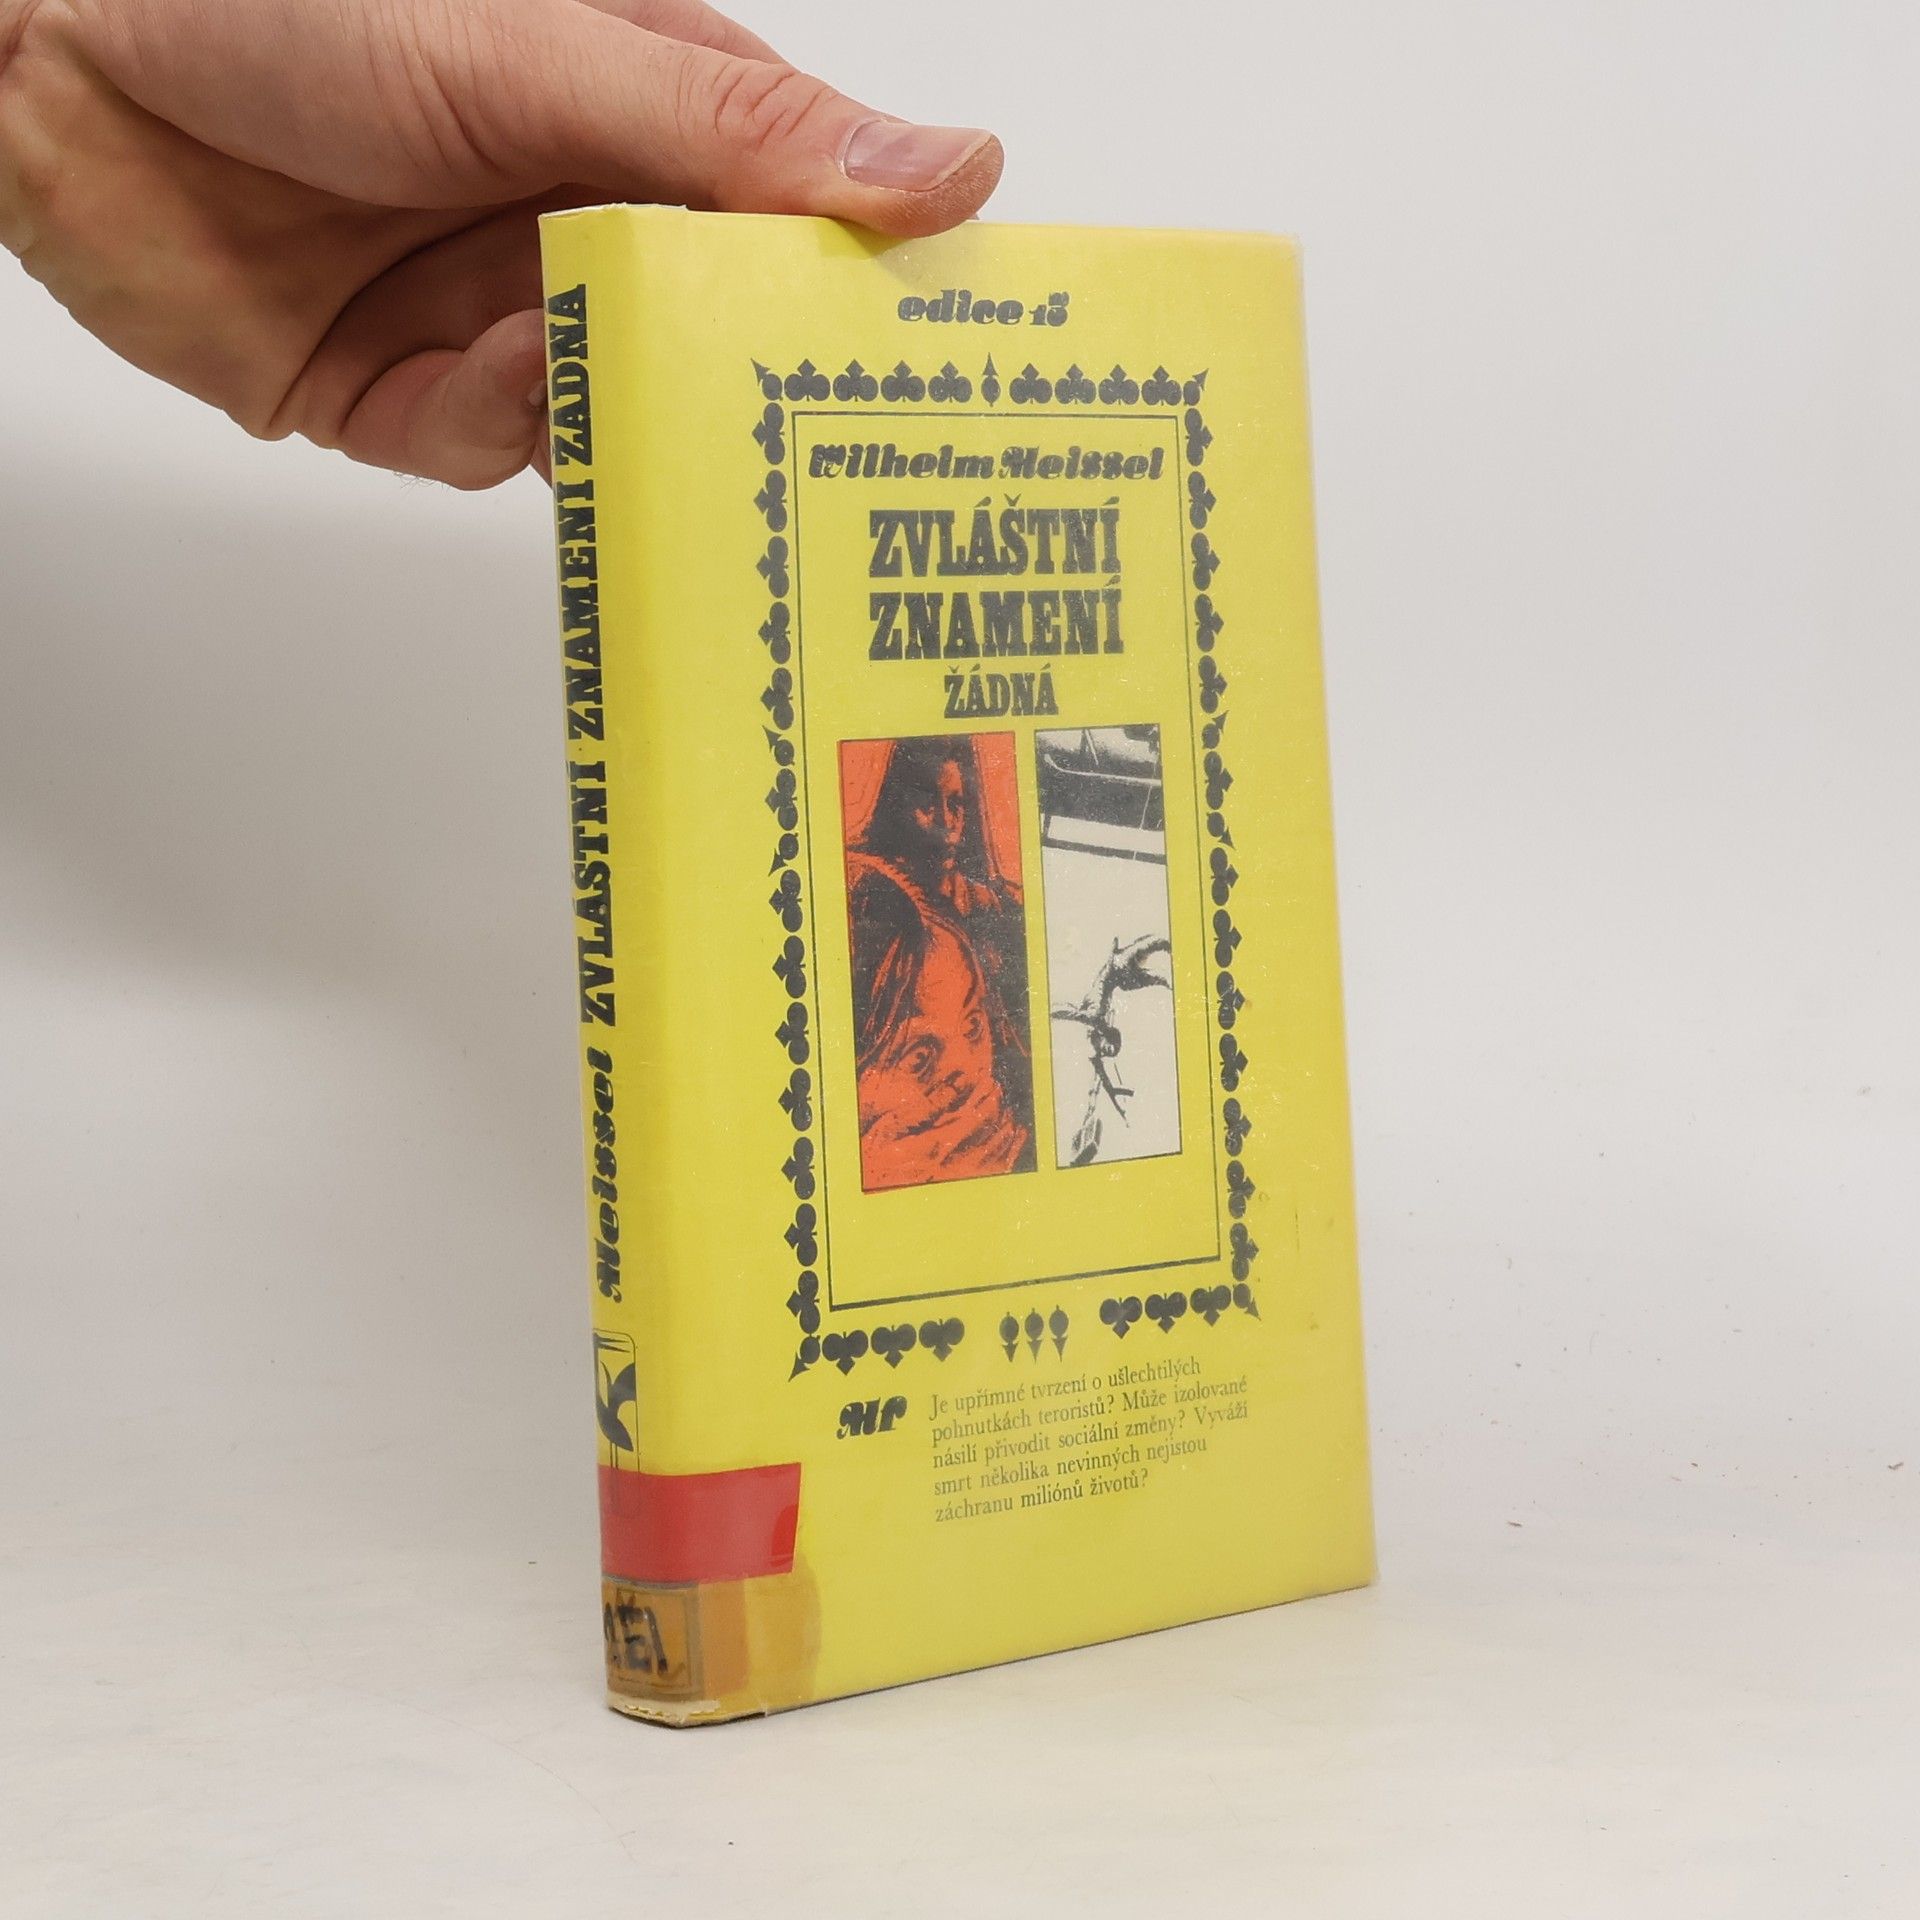 edice 13
Wilhelm Meissel
ZVLÁŠTNÍ
ZNAMENÍ
ŽÁDNÁ
MF
Je upřímné tvrzení o ušlechtilých
pohnutkách teroristů? Může izolované
násilí přivodit sociální změny? Vyváží
smrt několika nevinných nejistou
záchranu miliónů životů?
Meissel ZVLÁŠTNÍ ZNAMENÍ ŽÁDNÁ